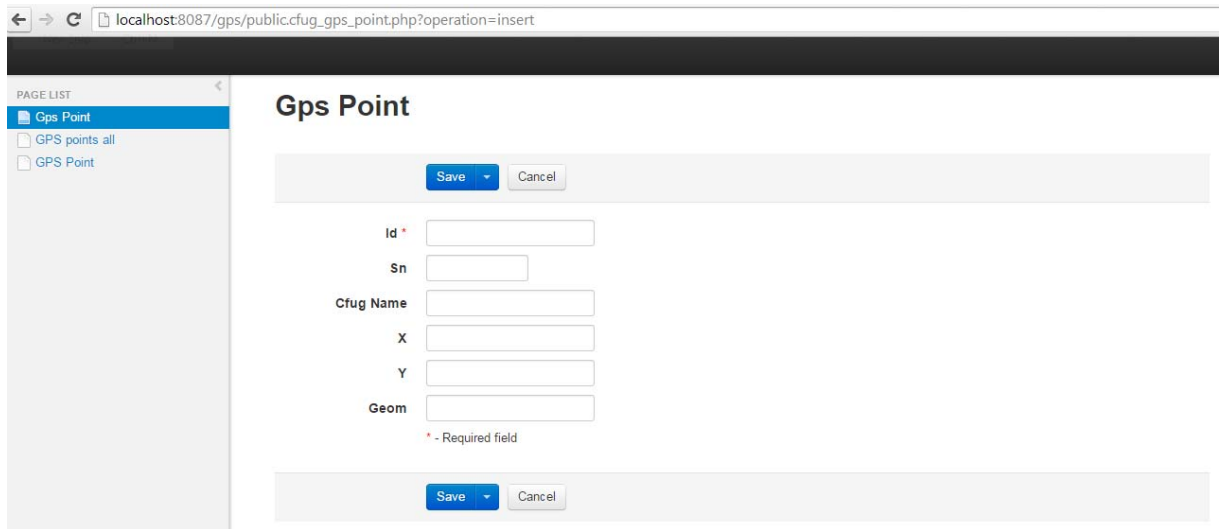 localhost:8087/gps/public.cfug_gps_point.php?operation=insert
PAGE LIST
Gps Point
GPS points all
GPS Point
Gps Point
Save Cancel
Id *
Sn
Cfug Name
X
Y
Geom
* - Required field
Save Cancel